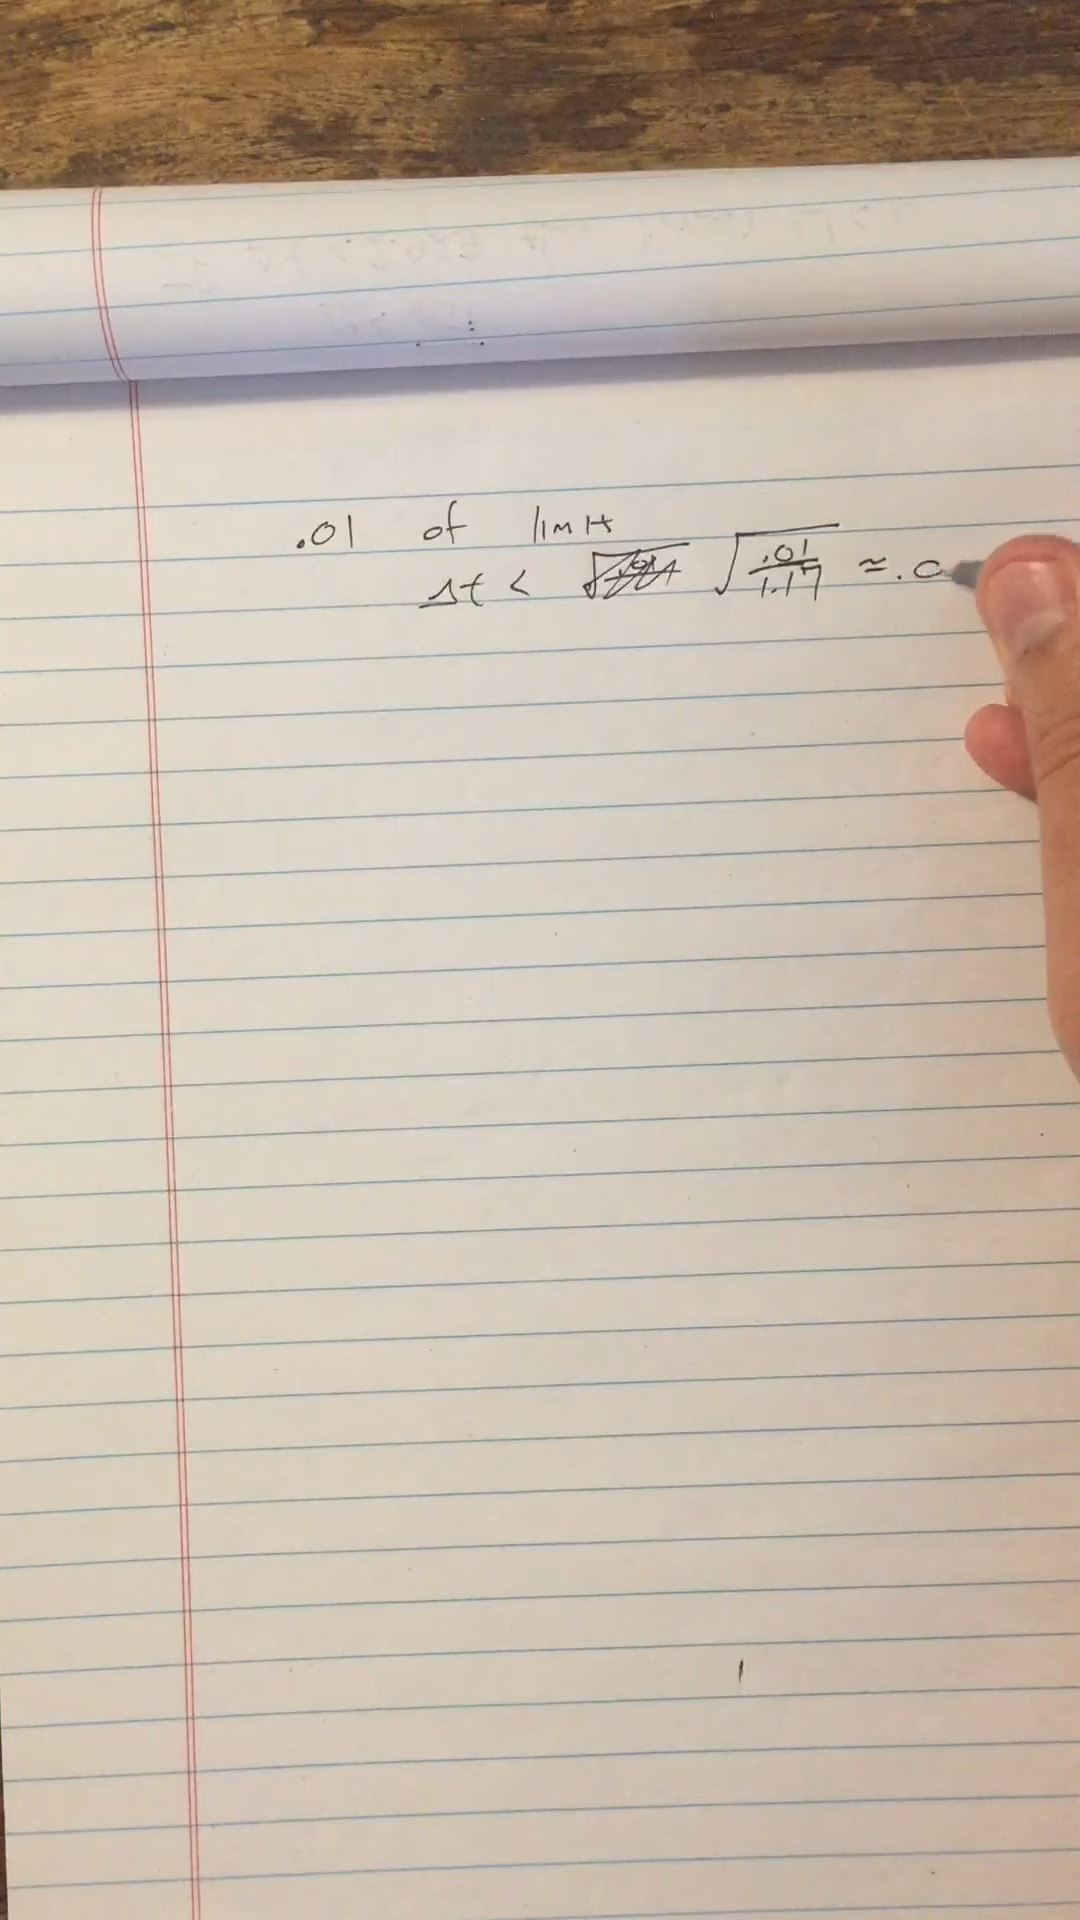 .01 of limit
Δt < √(.01/1.17) ≈ .0